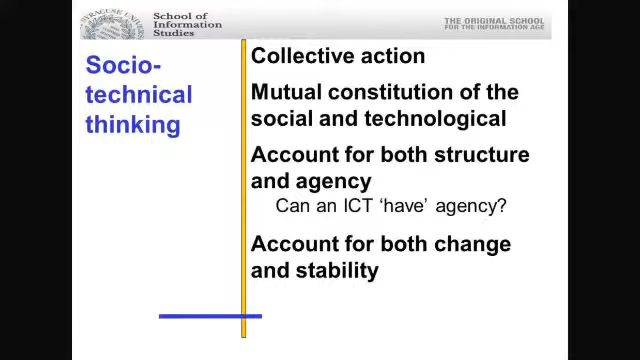 SYRACUSE UNIVERSITY
School of
Information
Studies
THE ORIGINAL SCHOOL
FOR THE INFORMATION AGE
Socio-
technical
thinking
Collective action
Mutual constitution of the
social and technological
Account for both structure
and agency
Can an ICT ‘have’ agency?
Account for both change
and stability